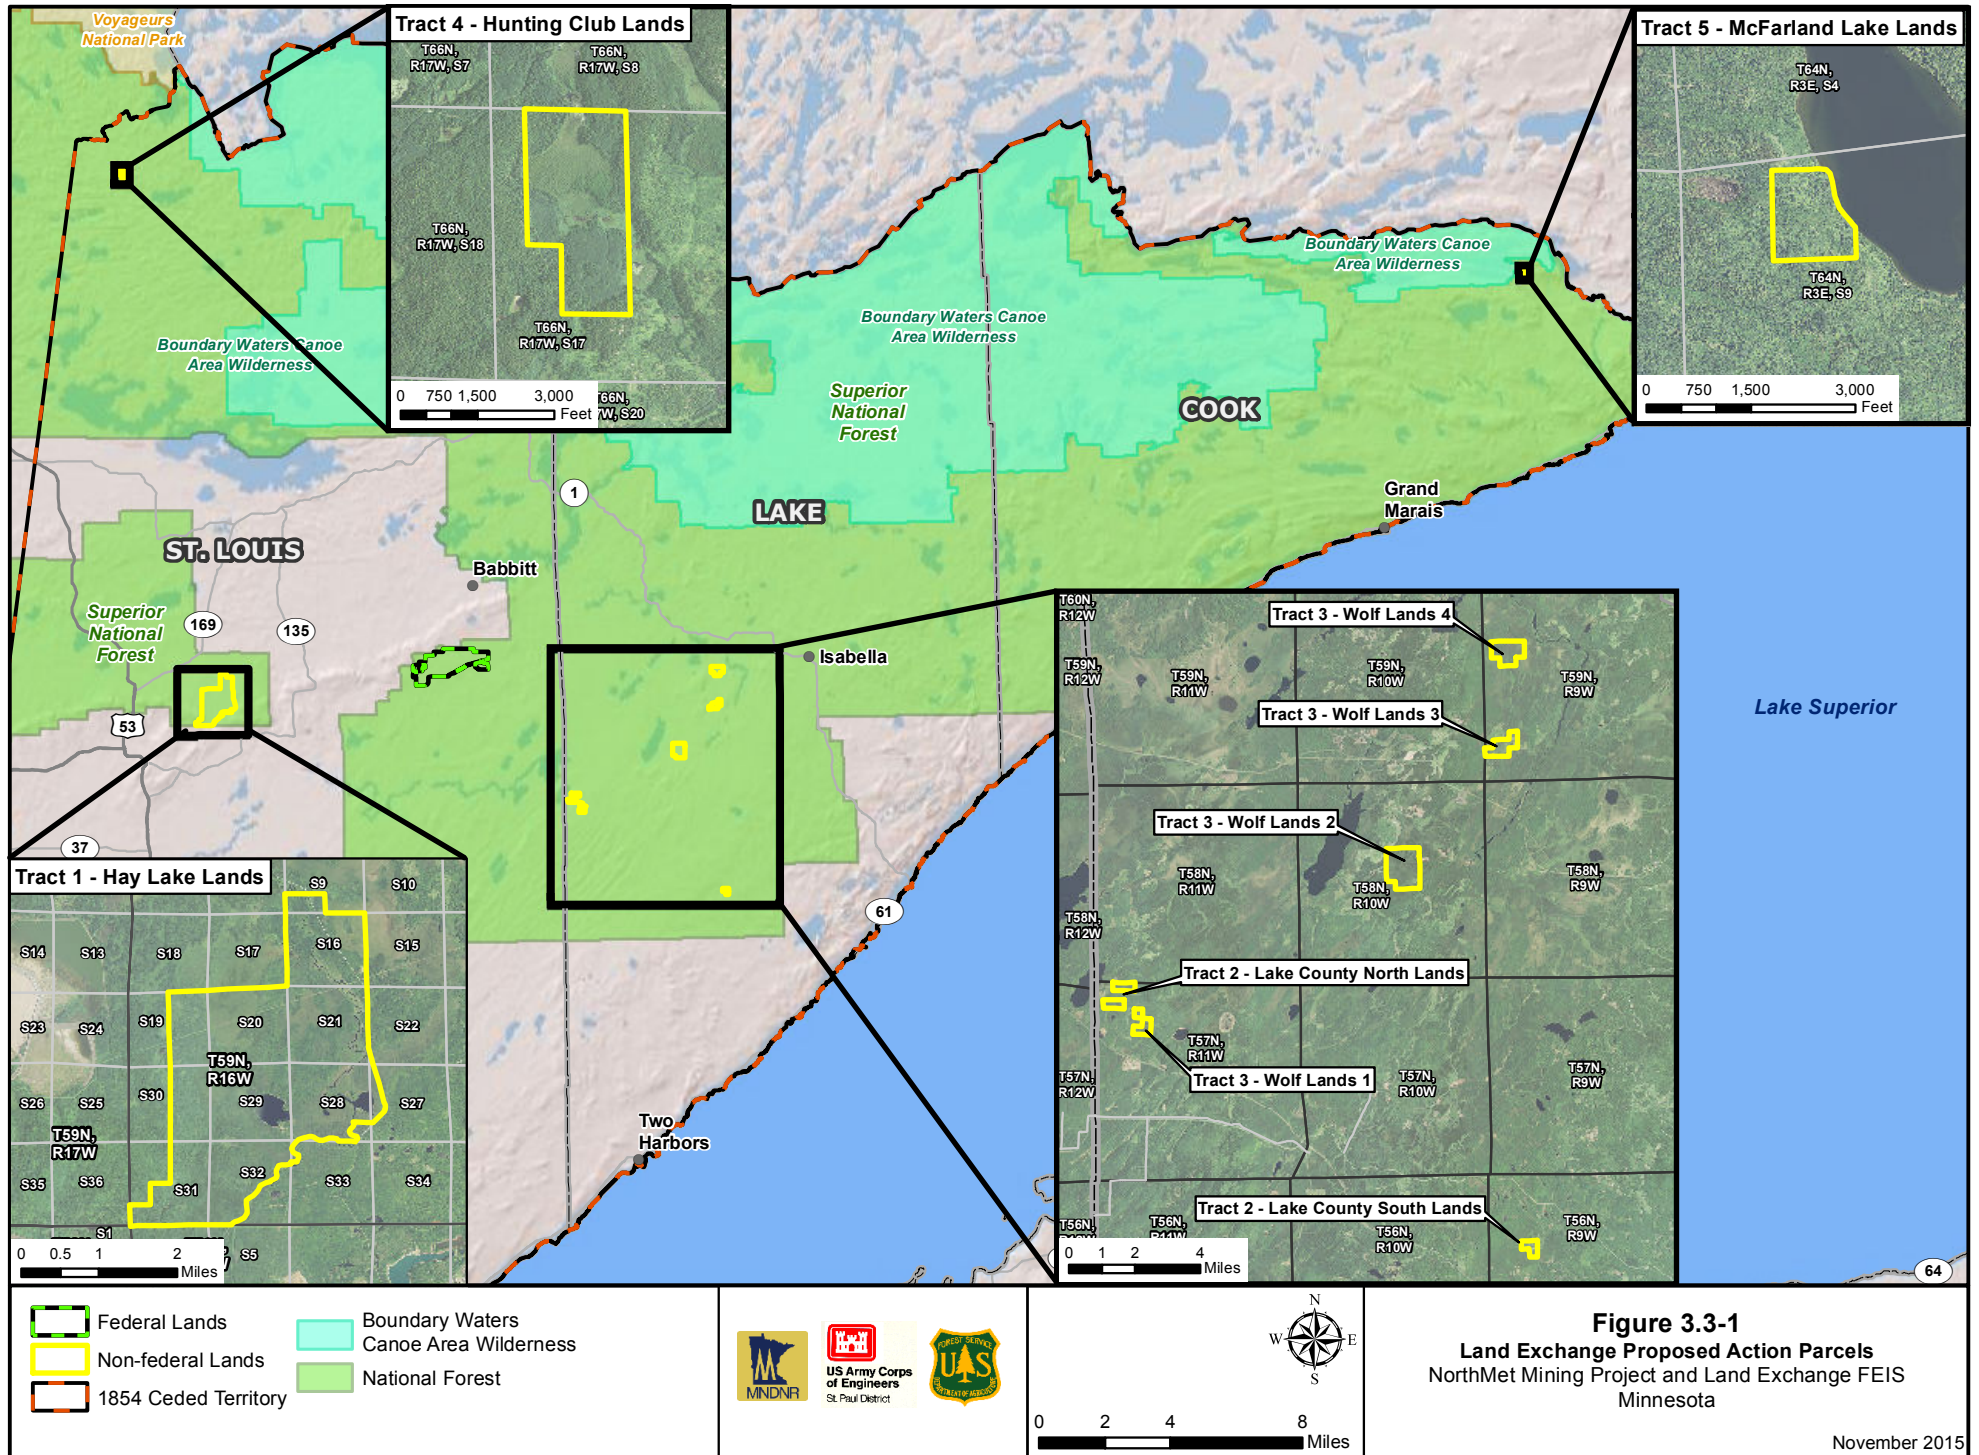 Voyageurs
National Park
Tract 4 - Hunting Club Lands
T66N,
R17W, S7
T66N,
R17W, S8
T66N,
R17W, S18
T66N,
R17W, S17
R17W, S20
0 750 1,500 3,000
Feet
Tract 5 - McFarland Lake Lands
T64N,
R3E, S4
T64N,
R3E, S9
0 750 1,500 3,000
Feet
Boundary Waters Canoe
Area Wilderness
Boundary Waters Canoe
Area Wilderness
Boundary Waters Canoe
Area Wilderness
Superior
National
Forest
COOK
LAKE
ST. LOUIS
1
Grand
Marais
Babbitt
Superior
National
Forest
169
135
53
37
Isabella
61
Two
Harbors
Lake Superior
64
Tract 1 - Hay Lake Lands
S9
S10
S14
S13
S18
S17
S16
S15
S23
S24
S19
S20
S21
S22
T59N,
R16W
S26
S25
S30
S29
S28
S27
T59N,
R17W
S35
S36
S31
S32
S33
S34
S1
S5
0 0.5 1 2
Miles
T60N,
R12W
Tract 3 - Wolf Lands 4
T59N,
R12W
T59N,
R11W
T59N,
R10W
T59N,
R9W
Tract 3 - Wolf Lands 3
Tract 3 - Wolf Lands 2
T58N,
R11W
T58N,
R10W
T58N,
R9W
T58N,
R12W
Tract 2 - Lake County North Lands
T57N,
R11W
Tract 3 - Wolf Lands 1
T57N,
R12W
T57N,
R10W
T57N,
R9W
Tract 2 - Lake County South Lands
T56N,
T56N,
R11W
T56N,
R10W
T56N,
R9W
0 1 2 4
Miles
Federal Lands
Non-federal Lands
1854 Ceded Territory
Boundary Waters
Canoe Area Wilderness
National Forest
MNDNR
US Army Corps
of Engineers
St. Paul District
FOREST SERVICE
U S
DEPARTMENT OF AGRICULTURE
N
W E
S
0 2 4 8
Miles
Figure 3.3-1
Land Exchange Proposed Action Parcels
NorthMet Mining Project and Land Exchange FEIS
Minnesota
November 2015